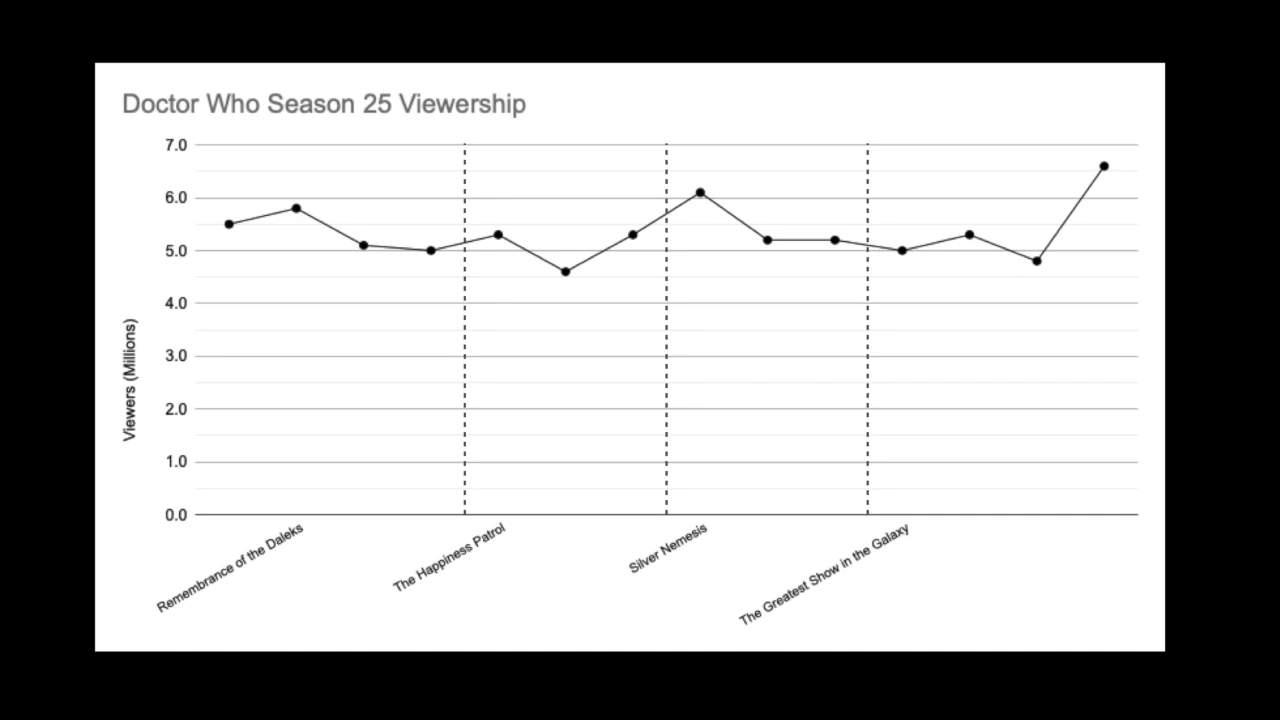 Doctor Who Season 25 Viewership
7.0
6.0
5.0
4.0
3.0
2.0
1.0
0.0
Viewers (Millions)
Remembrance of the Daleks
The Happiness Patrol
Silver Nemesis
The Greatest Show in the Galaxy